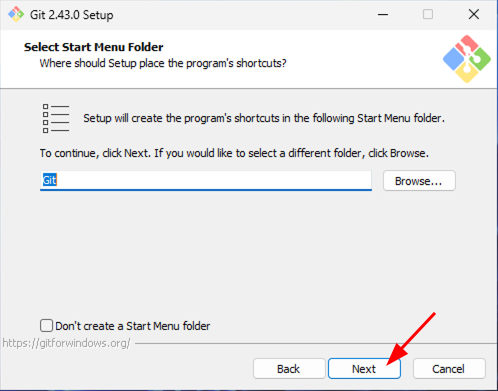 Git 2.43.0 Setup
Select Start Menu Folder
Where should Setup place the program's shortcuts?
Setup will create the program's shortcuts in the following Start Menu folder.
To continue, click Next. If you would like to select a different folder, click Browse.
Git
Browse...
Don't create a Start Menu folder
https://gitforwindows.org/
Back
Next
Cancel